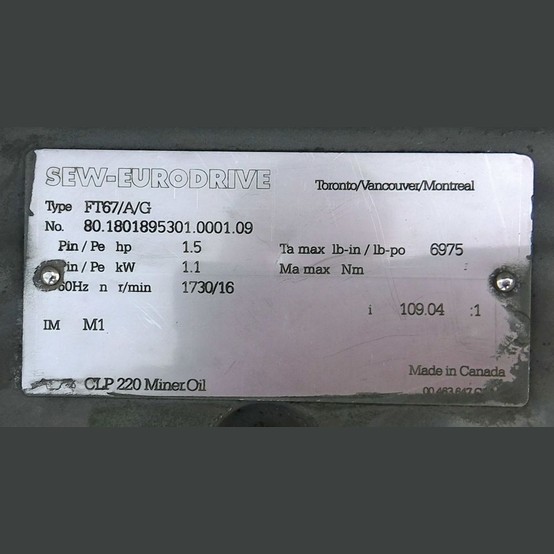 SEW-EURODRIVE
Toronto/Vancouver/Montreal
Type FT67/A/G
No. 80.1801895301.0001.09
Pin/Pe hp 1.5 Ta max lb-in / lb-po 6975
Pin/Pe kW 1.1 Ma max Nm
60Hz n r/min 1730/16
i 109.04 :1
IM M1
Made in Canada
CLP 220 Miner.Oil